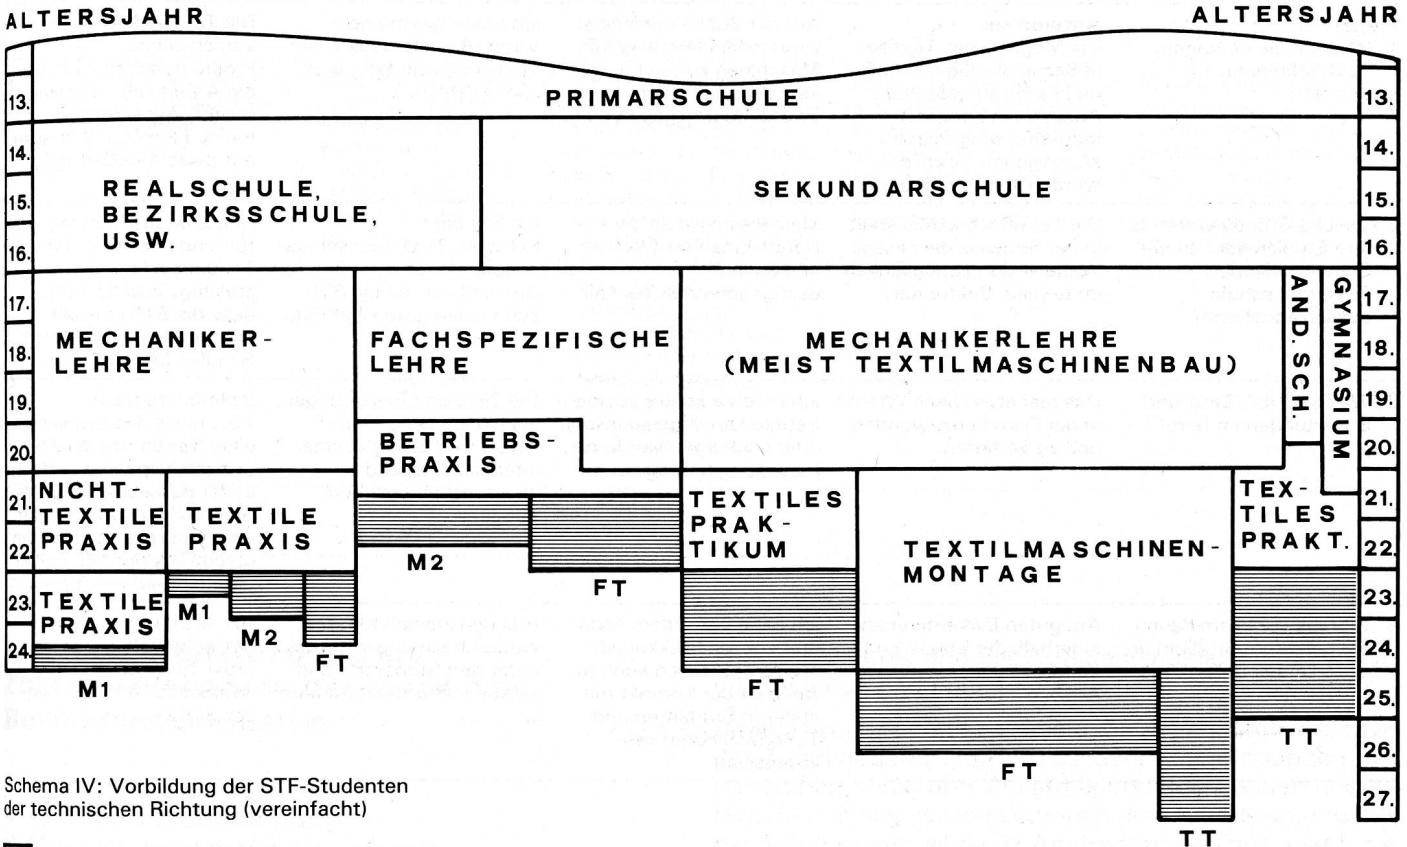 ALTERSJAHR
ALTERSJAHR
13.
PRIMARSCHULE
13.
14.
14.
REALSCHULE,
BEZIRKSSCHULE,
USW.
SEKUNDARSCHULE
15.
15.
16.
16.
17.
17.
MECHANIKER-
LEHRE
FACHSPEZIFISCHE
LEHRE
MECHANIKERLEHRE
(MEIST TEXTILMASCHINENBAU)
AND. SCH.
GYMNASIUM
18.
18.
19.
19.
BETRIEBS-
PRAXIS
20.
20.
NICHT-
TEXTILE
PRAXIS
TEXTILE
PRAXIS
TEXTILES
PRAK-
TIKUM
TEX-
TILES
PRAKT.
21.
21.
22.
22.
M2
FT
TEXTILMASCHINEN-
MONTAGE
TEXTILE
PRAXIS
M1
M2
FT
23.
23.
24.
24.
M1
FT
25.
TT
26.
FT
27.
TT
Schema IV: Vorbildung der STF-Studenten
der technischen Richtung (vereinfacht)